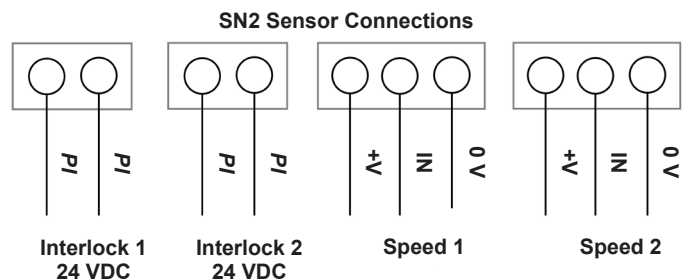 SN2 Sensor Connections
PI
PI
PI
PI
+V
IN
0 V
+V
IN
0 V
Interlock 1
24 VDC
Interlock 2
24 VDC
Speed 1
Speed 2